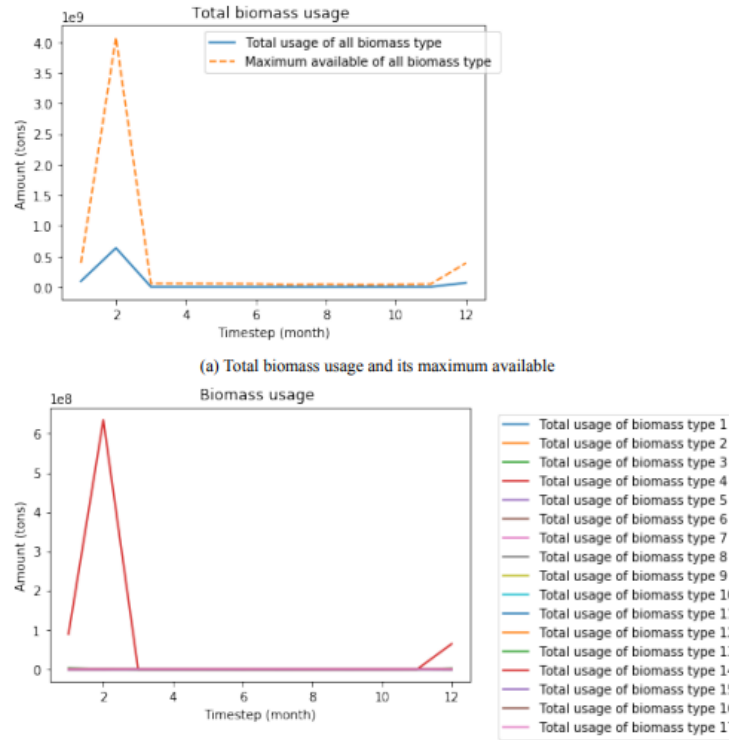 Total biomass usage
1e9
Total usage of all biomass type
Maximum available of all biomass type
4.0
3.5
3.0
2.5
2.0
1.5
1.0
0.5
0.0
Amount (tons)
2 4 6 8 10 12
Timestep (month)
(a) Total biomass usage and its maximum available
Biomass usage
1e8
6
5
4
3
2
1
0
Amount (tons)
2 4 6 8 10 12
Timestep (month)
Total usage of biomass type 1
Total usage of biomass type 2
Total usage of biomass type 3
Total usage of biomass type 4
Total usage of biomass type 5
Total usage of biomass type 6
Total usage of biomass type 7
Total usage of biomass type 8
Total usage of biomass type 9
Total usage of biomass type 10
Total usage of biomass type 11
Total usage of biomass type 12
Total usage of biomass type 13
Total usage of biomass type 14
Total usage of biomass type 15
Total usage of biomass type 16
Total usage of biomass type 17